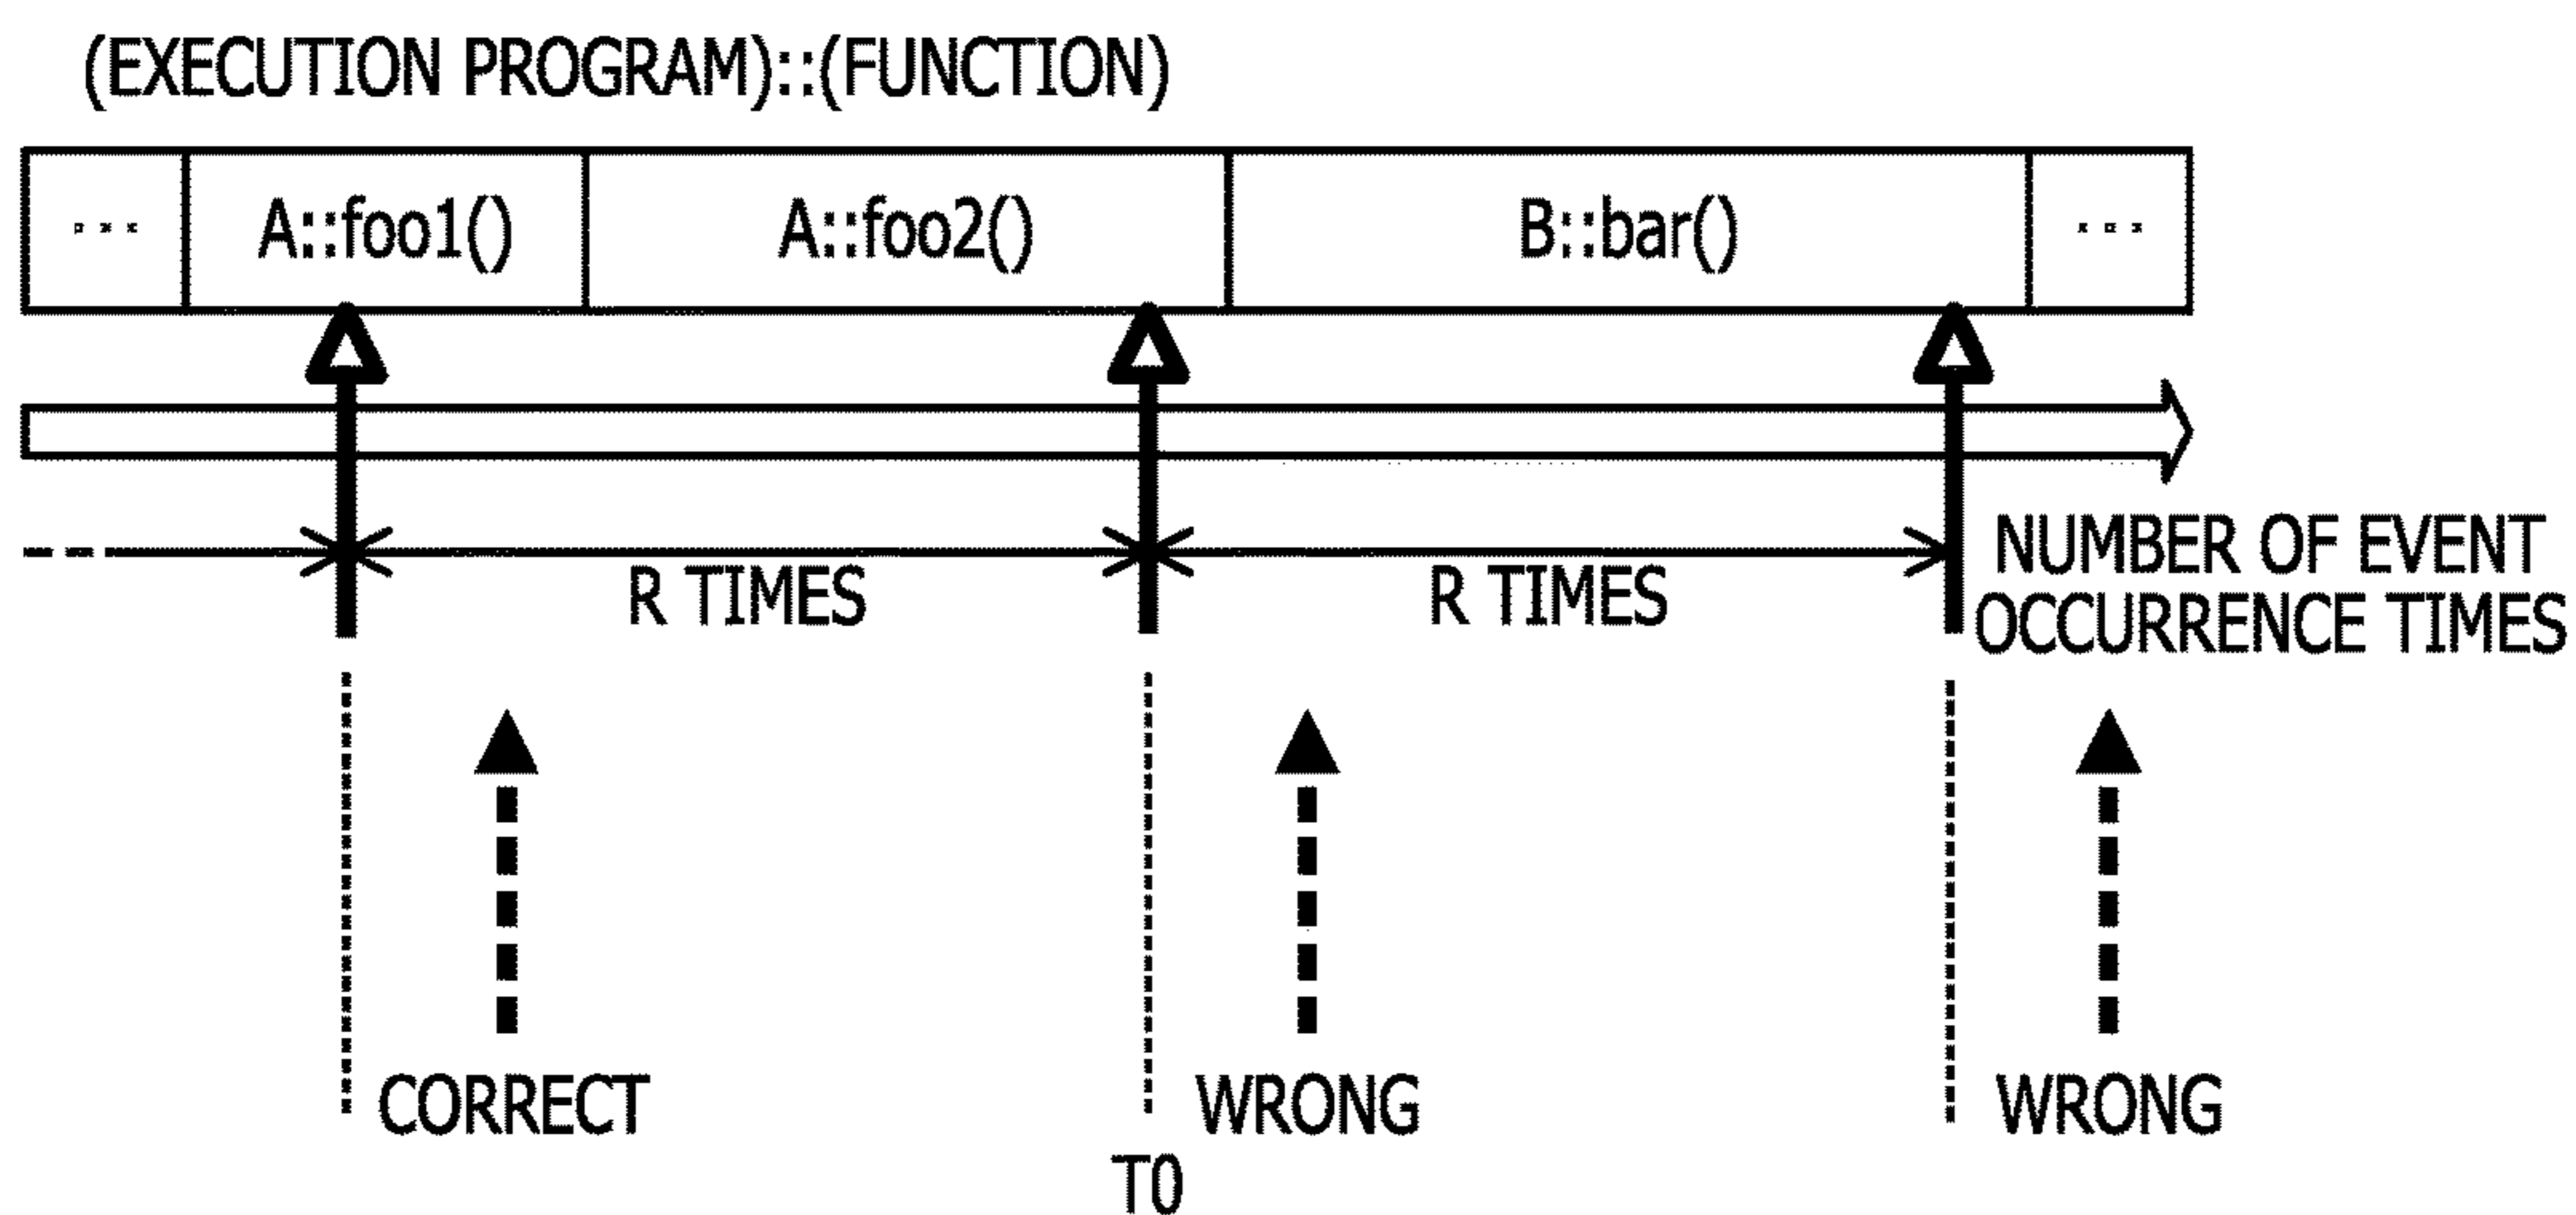 (EXECUTION PROGRAM)::(FUNCTION)
··· A::foo1() A::foo2() B::bar() ···
NUMBER OF EVENT
R TIMES R TIMES OCCURRENCE TIMES
CORRECT WRONG WRONG
T0